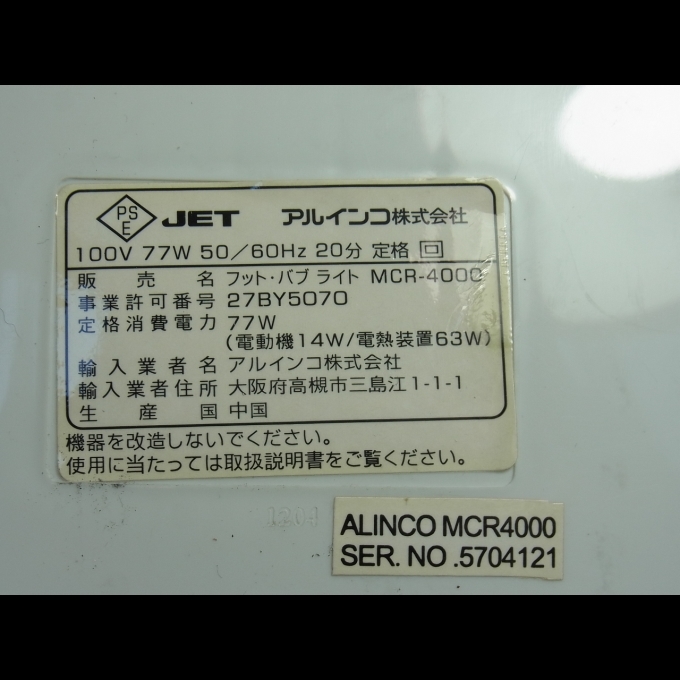 PS
E JET アルインコ株式会社
100V 77W 50/60Hz 20分 定格
販売名 フット・バブ ライト MCR-4000
事業許可番号 27BY5070
定格消費電力 77W
(電動機14W/電熱装置63W)
輸入業者名 アルインコ株式会社
輸入業者住所 大阪府高槻市三島江1-1-1
生産国 中国
機器を改造しないでください。
使用に当たっては取扱説明書をご覧ください。
ALINCO MCR4000
SER. NO .5704121